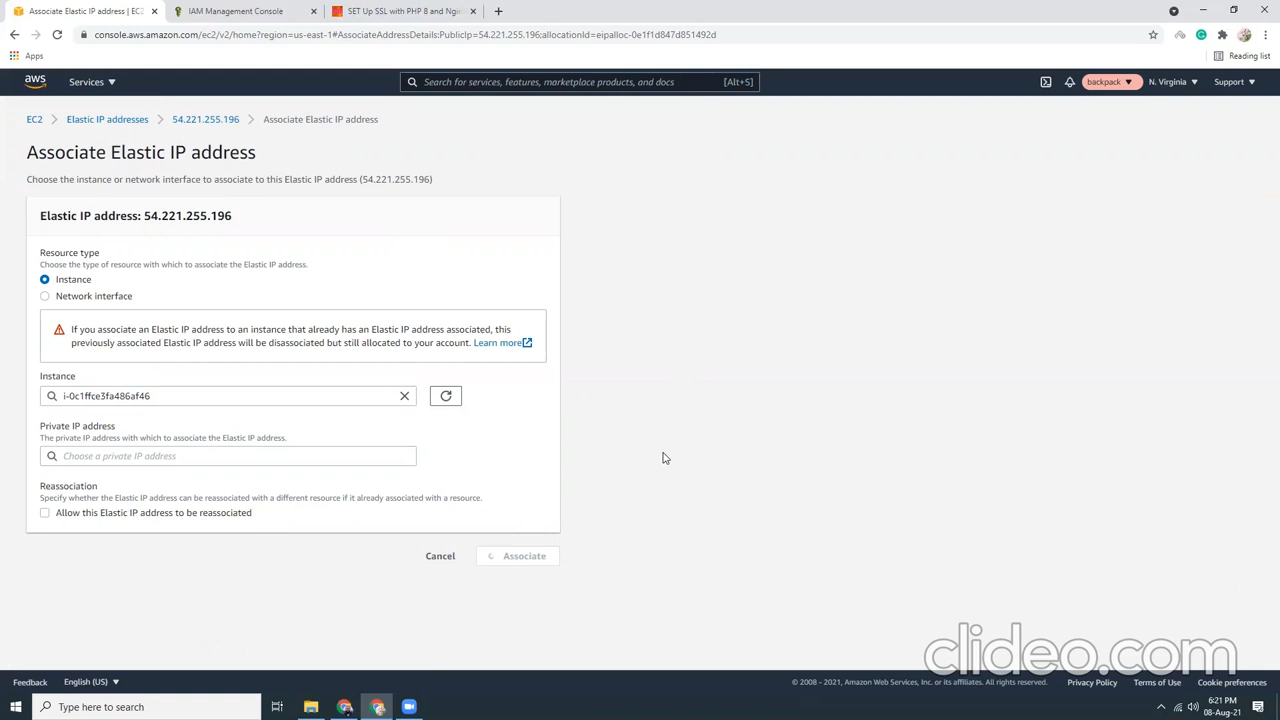 Associate Elastic IP address | EC2
IAM Management Console
SET Up SSL with PHP 8 and Ngin
console.aws.amazon.com/ec2/v2/home?region=us-east-1#AssociateAddressDetails:PublicIp=54.221.255.196;allocationId=eipalloc-0e1f1d847d851492d
Apps
Reading list
aws
Services
Search for services, features, marketplace products, and docs
[Alt+S]
backpack
N. Virginia
Support
EC2
Elastic IP addresses
54.221.255.196
Associate Elastic IP address
Associate Elastic IP address
Choose the instance or network interface to associate to this Elastic IP address (54.221.255.196)
Elastic IP address: 54.221.255.196
Resource type
Choose the type of resource with which to associate the Elastic IP address.
Instance
Network interface
If you associate an Elastic IP address to an instance that already has an Elastic IP address associated, this
previously associated Elastic IP address will be disassociated but still allocated to your account. Learn more
Instance
i-0c1ffce3fa486af46
Private IP address
The private IP address with which to associate the Elastic IP address.
Choose a private IP address
Reassociation
Specify whether the Elastic IP address can be reassociated with a different resource if it already associated with a resource.
Allow this Elastic IP address to be reassociated
Cancel
Associate
clideo.com
Feedback
English (US)
© 2008 - 2021, Amazon Web Services, Inc. or its affiliates. All rights reserved.
Privacy Policy
Terms of Use
Cookie preferences
Type here to search
6:21 PM
08-Aug-21